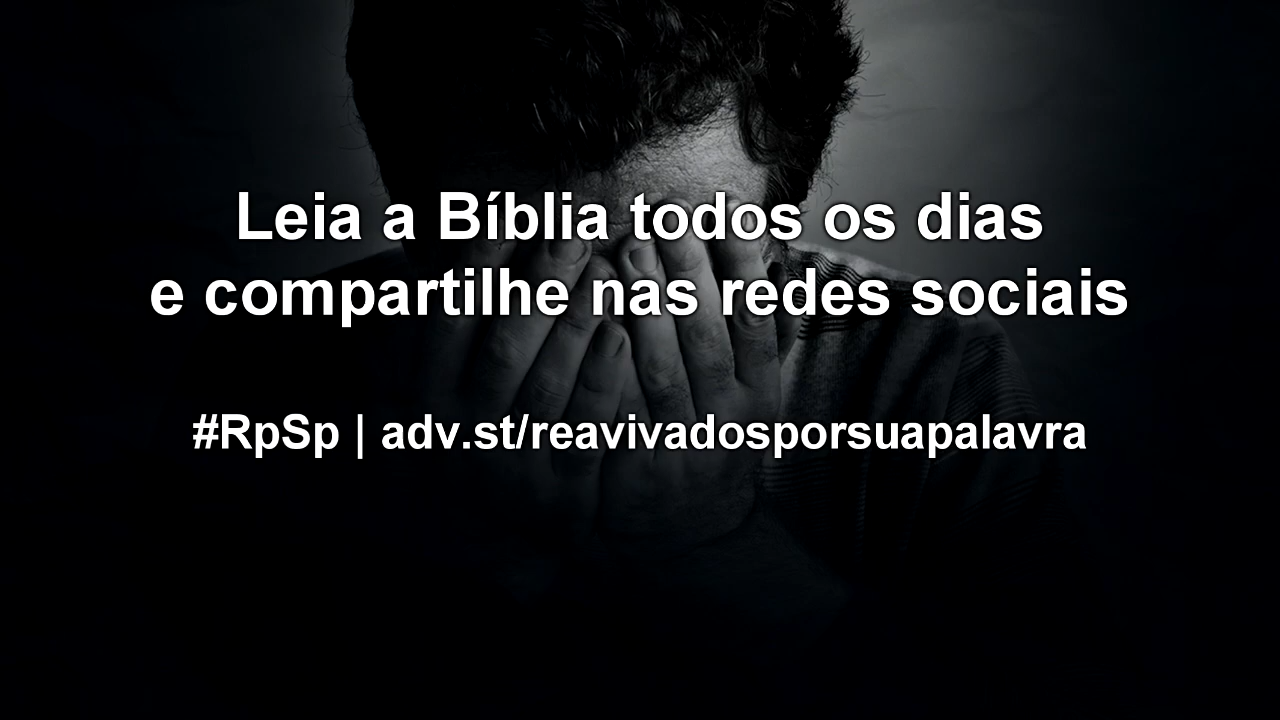 Leia a Bíblia todos os dias
e compartilhe nas redes sociais
#RpSp | adv.st/reavivadosporsuapalavra